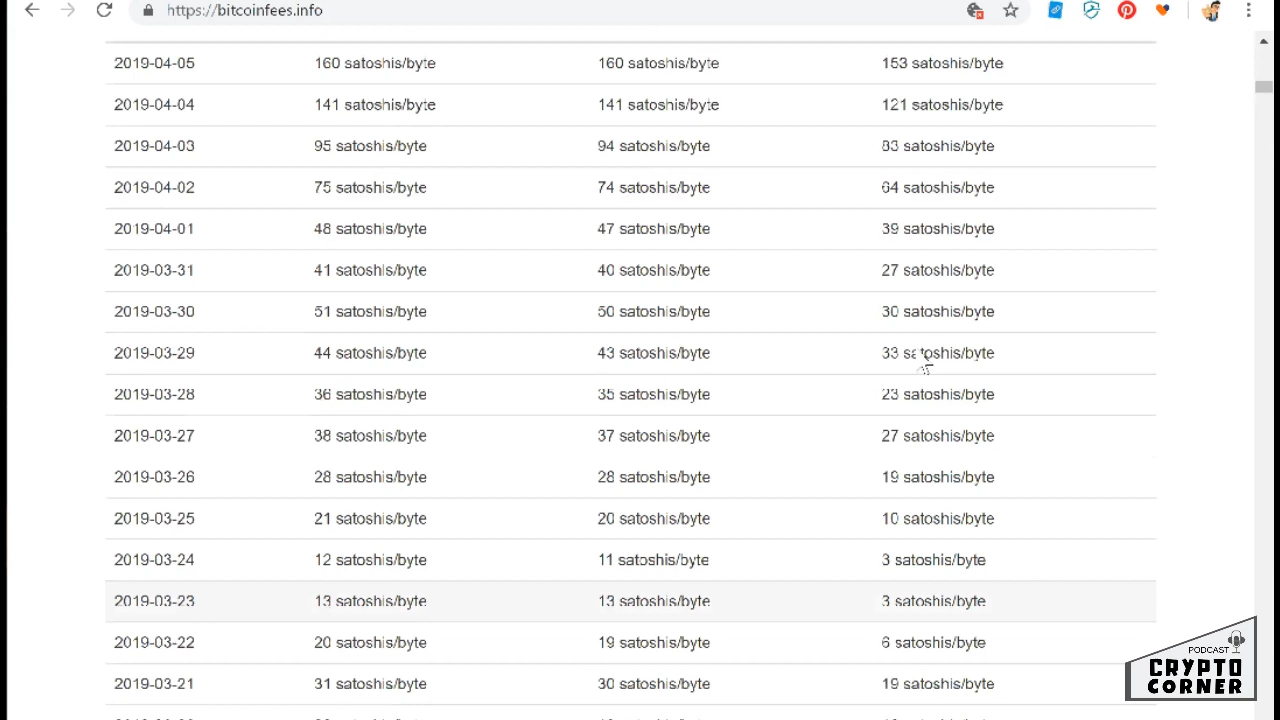 https://bitcoinfees.info
2019-04-05 160 satoshis/byte 160 satoshis/byte 153 satoshis/byte
2019-04-04 141 satoshis/byte 141 satoshis/byte 121 satoshis/byte
2019-04-03 95 satoshis/byte 94 satoshis/byte 83 satoshis/byte
2019-04-02 75 satoshis/byte 74 satoshis/byte 64 satoshis/byte
2019-04-01 48 satoshis/byte 47 satoshis/byte 39 satoshis/byte
2019-03-31 41 satoshis/byte 40 satoshis/byte 27 satoshis/byte
2019-03-30 51 satoshis/byte 50 satoshis/byte 30 satoshis/byte
2019-03-29 44 satoshis/byte 43 satoshis/byte 33 satoshis/byte
2019-03-28 36 satoshis/byte 35 satoshis/byte 23 satoshis/byte
2019-03-27 38 satoshis/byte 37 satoshis/byte 27 satoshis/byte
2019-03-26 28 satoshis/byte 28 satoshis/byte 19 satoshis/byte
2019-03-25 21 satoshis/byte 20 satoshis/byte 10 satoshis/byte
2019-03-24 12 satoshis/byte 11 satoshis/byte 3 satoshis/byte
2019-03-23 13 satoshis/byte 13 satoshis/byte 3 satoshis/byte
2019-03-22 20 satoshis/byte 19 satoshis/byte 6 satoshis/byte
2019-03-21 31 satoshis/byte 30 satoshis/byte 19 satoshis/byte
PODCAST
CRYPTO
CORNER